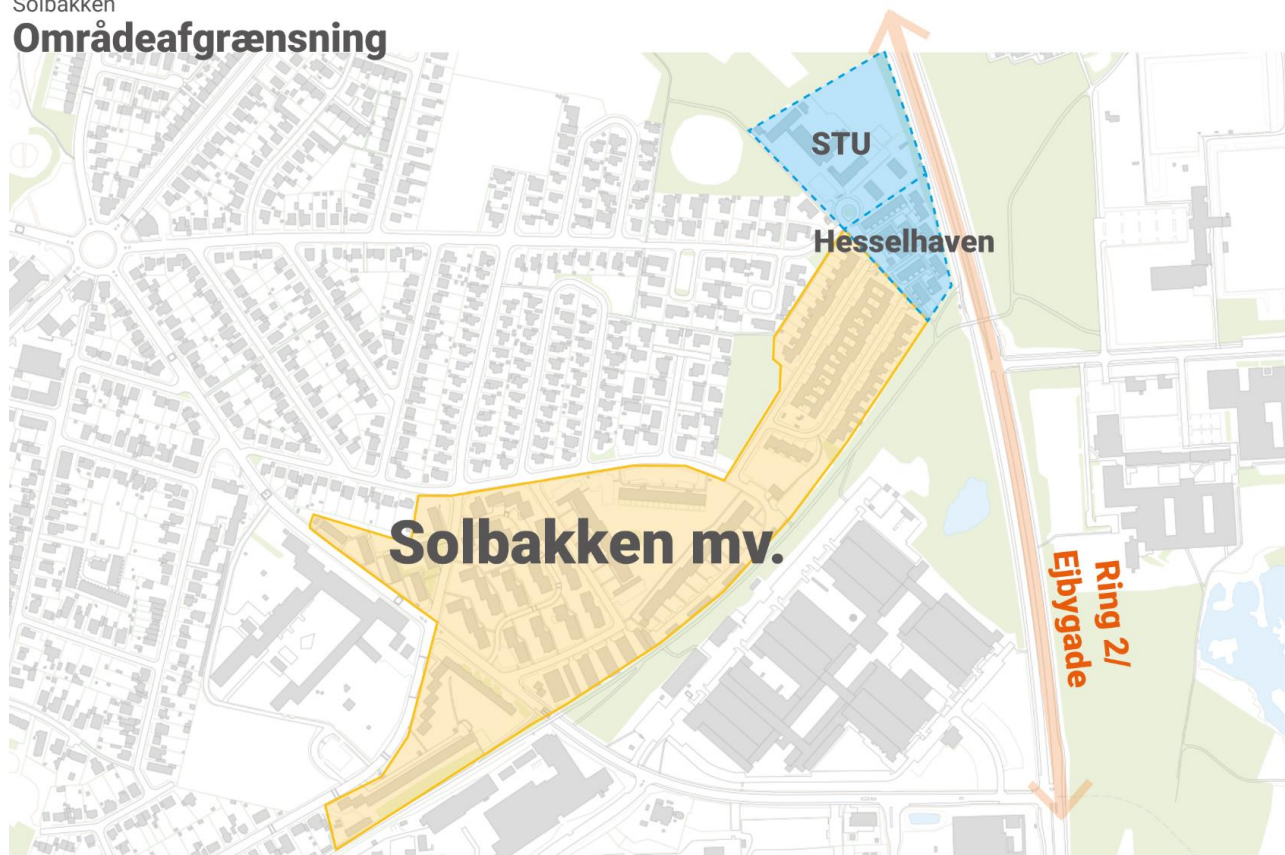 Solbakken
Områdeafgrænsning
STU
Hesselhaven
Solbakken mv.
Ring 2/
Ejbygade